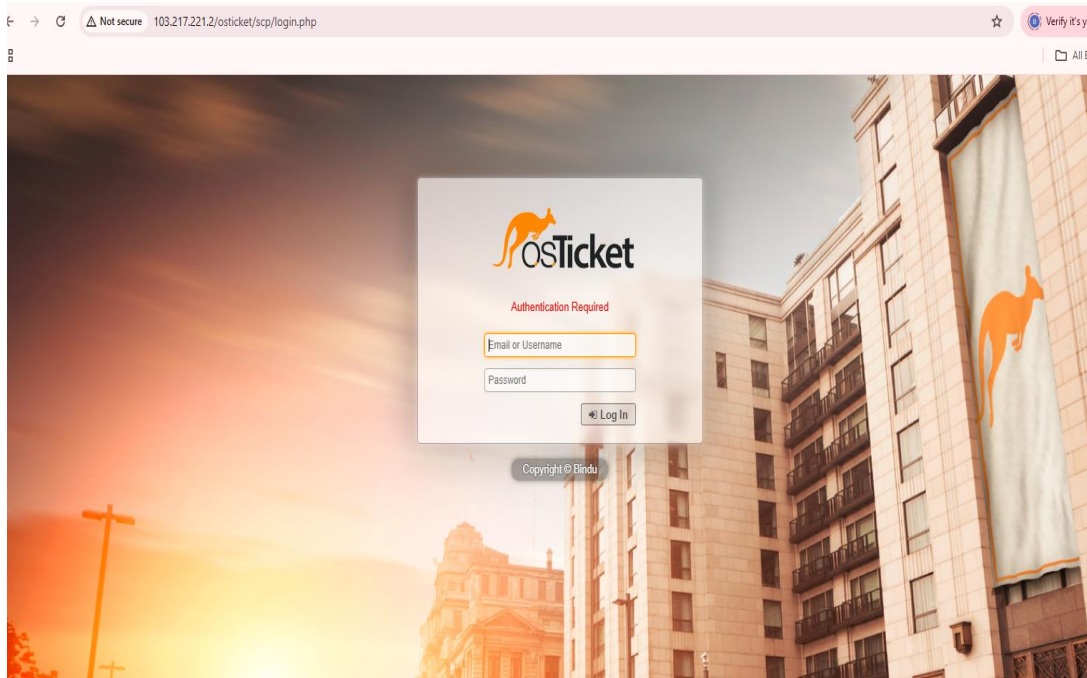 Not secure
103.217.221.2/osticket/scp/login.php
Verify it's y
All
osTicket
Authentication Required
Email or Username
Password
Log In
Copyright © Bindu